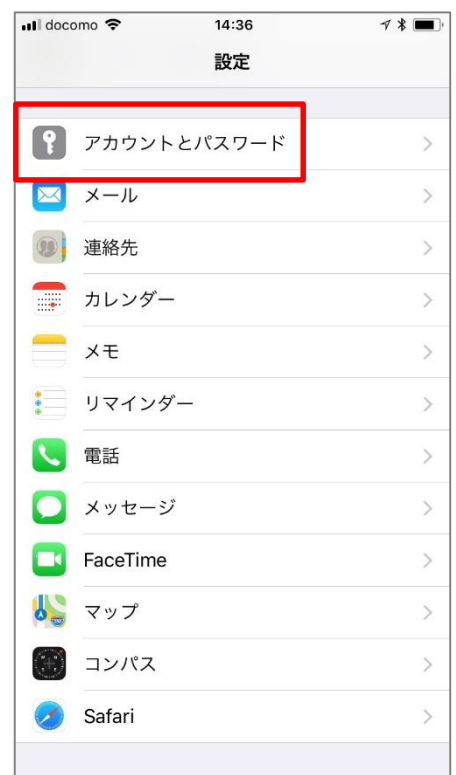 docomo 14:36
設定
アカウントとパスワード
メール
連絡先
カレンダー
メモ
リマインダー
電話
メッセージ
FaceTime
マップ
コンパス
Safari